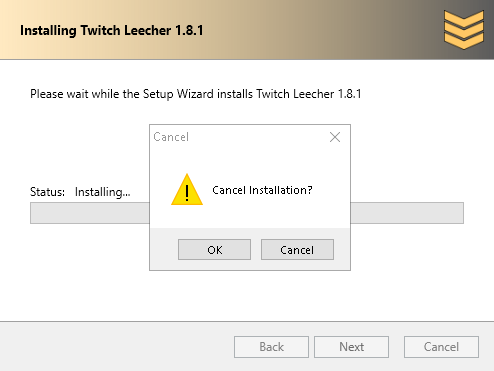 Installing Twitch Leecher 1.8.1
Please wait while the Setup Wizard installs Twitch Leecher 1.8.1
Cancel
Cancel Installation?
Status: Installing...
OK Cancel
Back Next Cancel